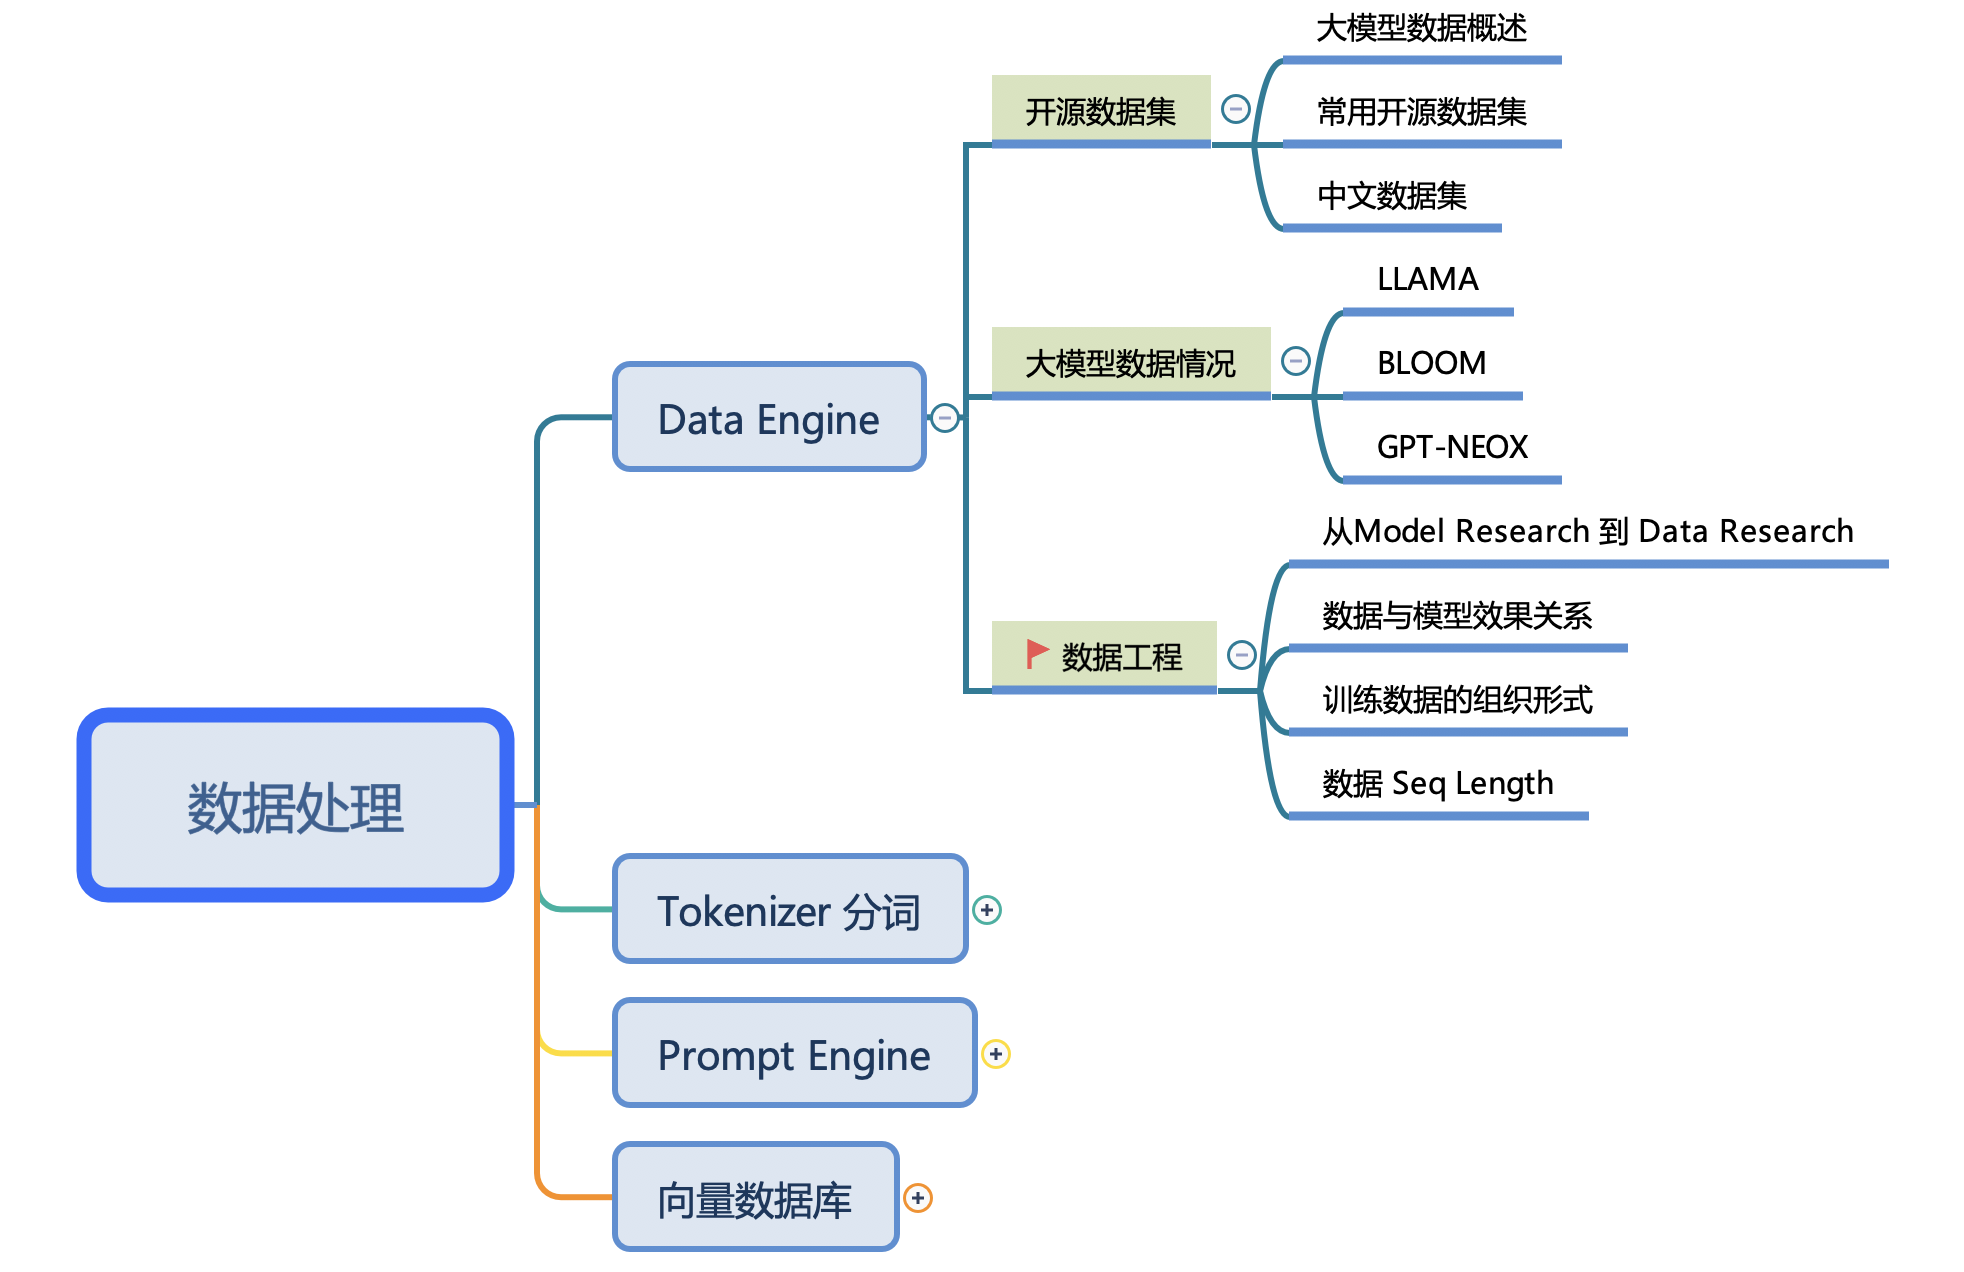 数据处理
Data Engine
开源数据集
大模型数据概述
常用开源数据集
中文数据集
大模型数据情况
LLAMA
BLOOM
GPT-NEOX
数据工程
从Model Research 到 Data Research
数据与模型效果关系
训练数据的组织形式
数据 Seq Length
Tokenizer 分词
Prompt Engine
向量数据库